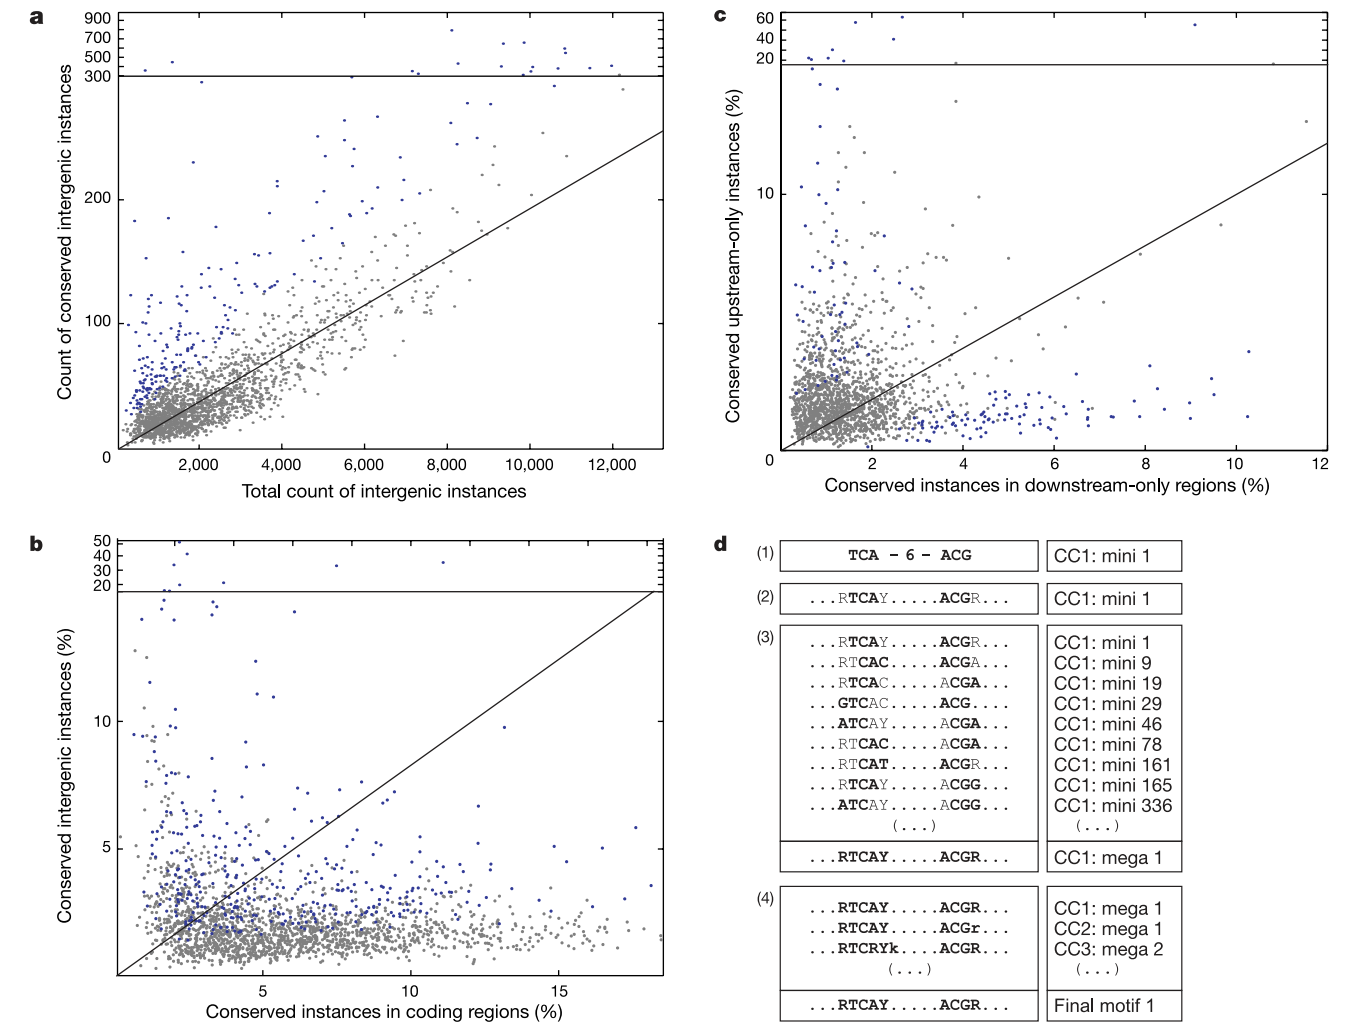 a
900
700
500
300
200
100
0
2,000 4,000 6,000 8,000 10,000 12,000
Count of conserved intergenic instances
Total count of intergenic instances
c
60
40
20
10
0
2 4 6 8 10 12
Conserved upstream-only instances (%)
Conserved instances in downstream-only regions (%)
b
50
40
30
20
10
5
5 10 15
Conserved intergenic instances (%)
Conserved instances in coding regions (%)
d
(1) TCA – 6 – ACG CC1: mini 1
(2) ...RTCAY.....ACGR... CC1: mini 1
(3) ...RTCAY.....ACGR... CC1: mini 1
...RTCAC.....ACGA... CC1: mini 9
...RTCAC.....ACGA... CC1: mini 19
...GTCAC.....ACG.... CC1: mini 29
...ATCAY.....ACGA... CC1: mini 46
...RTCAC.....ACGA... CC1: mini 78
...RTCAT.....ACGR... CC1: mini 161
...RTCAY.....ACGG... CC1: mini 165
...ATCAY.....ACGG... CC1: mini 336
(...) (...)
...RTCAY.....ACGR... CC1: mega 1
(4) ...RTCAY.....ACGR... CC1: mega 1
...RTCAY.....ACGr... CC2: mega 1
...RTCRYk....ACGR... CC3: mega 2
(...) (...)
...RTCAY.....ACGR... Final motif 1